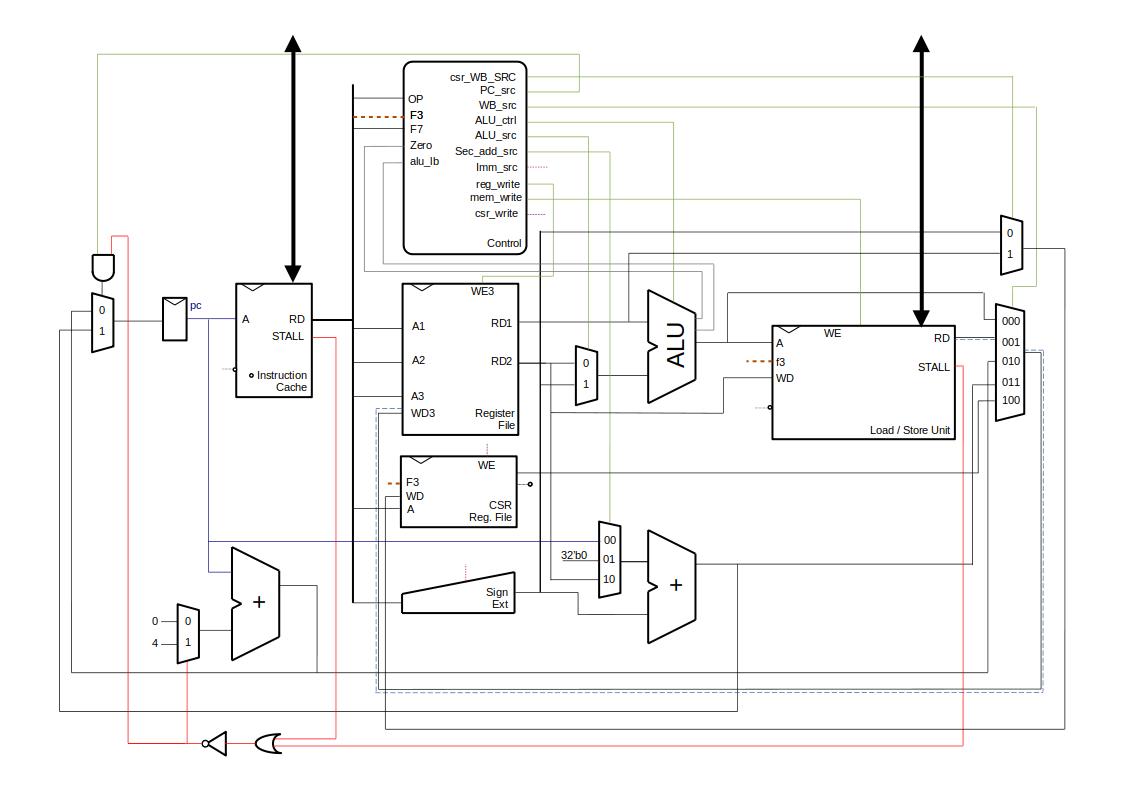 csr_WB_SRC
PC_src
OP
WB_src
F3
ALU_ctrl
F7
ALU_src
Zero
Sec_add_src
alu_lb
Imm_src
reg_write
mem_write
csr_write
Control
0
1
0
1
pc
A
RD
STALL
Instruction
Cache
WE3
A1
RD1
A2
RD2
A3
WD3
Register
File
0
1
ALU
WE
A
RD
f3
STALL
WD
Load / Store Unit
000
001
010
011
100
WE
F3
WD
A
CSR
Reg. File
00
32'b0
01
10
+
Sign
Ext
+
0
0
4
1